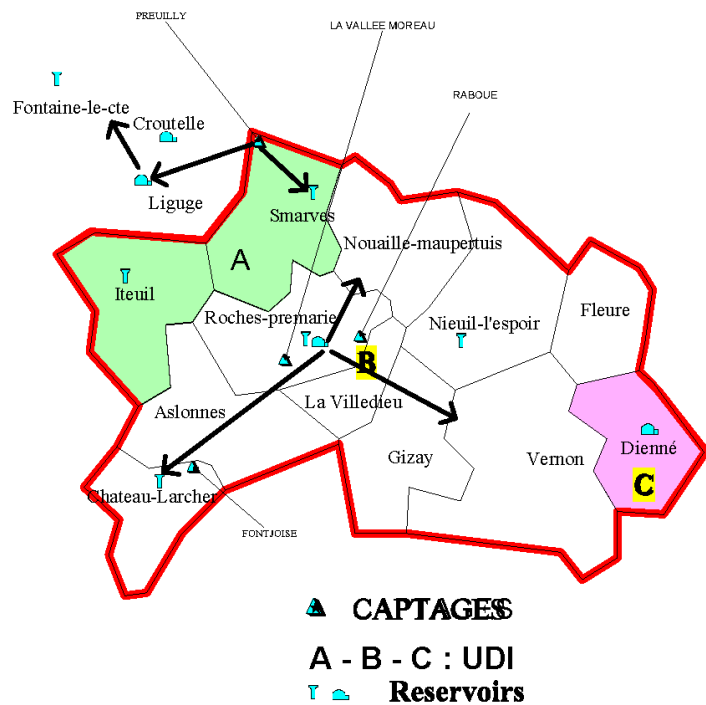 PREUILLY
LA VALLEE MOREAU
RABOUE
Fontaine-le-cte
Croutelle
Liguge
Smarves
Nouaille-maupertuis
A
Iteuil
Roches-premarie
Nieuil-l'espoir
Fleure
B
Aslonnes
La Villedieu
Gizay
Vernon
Dienné
C
Chateau-Larcher
FONTJOISE
CAPTAGES
A - B - C : UDI
Reservoirs